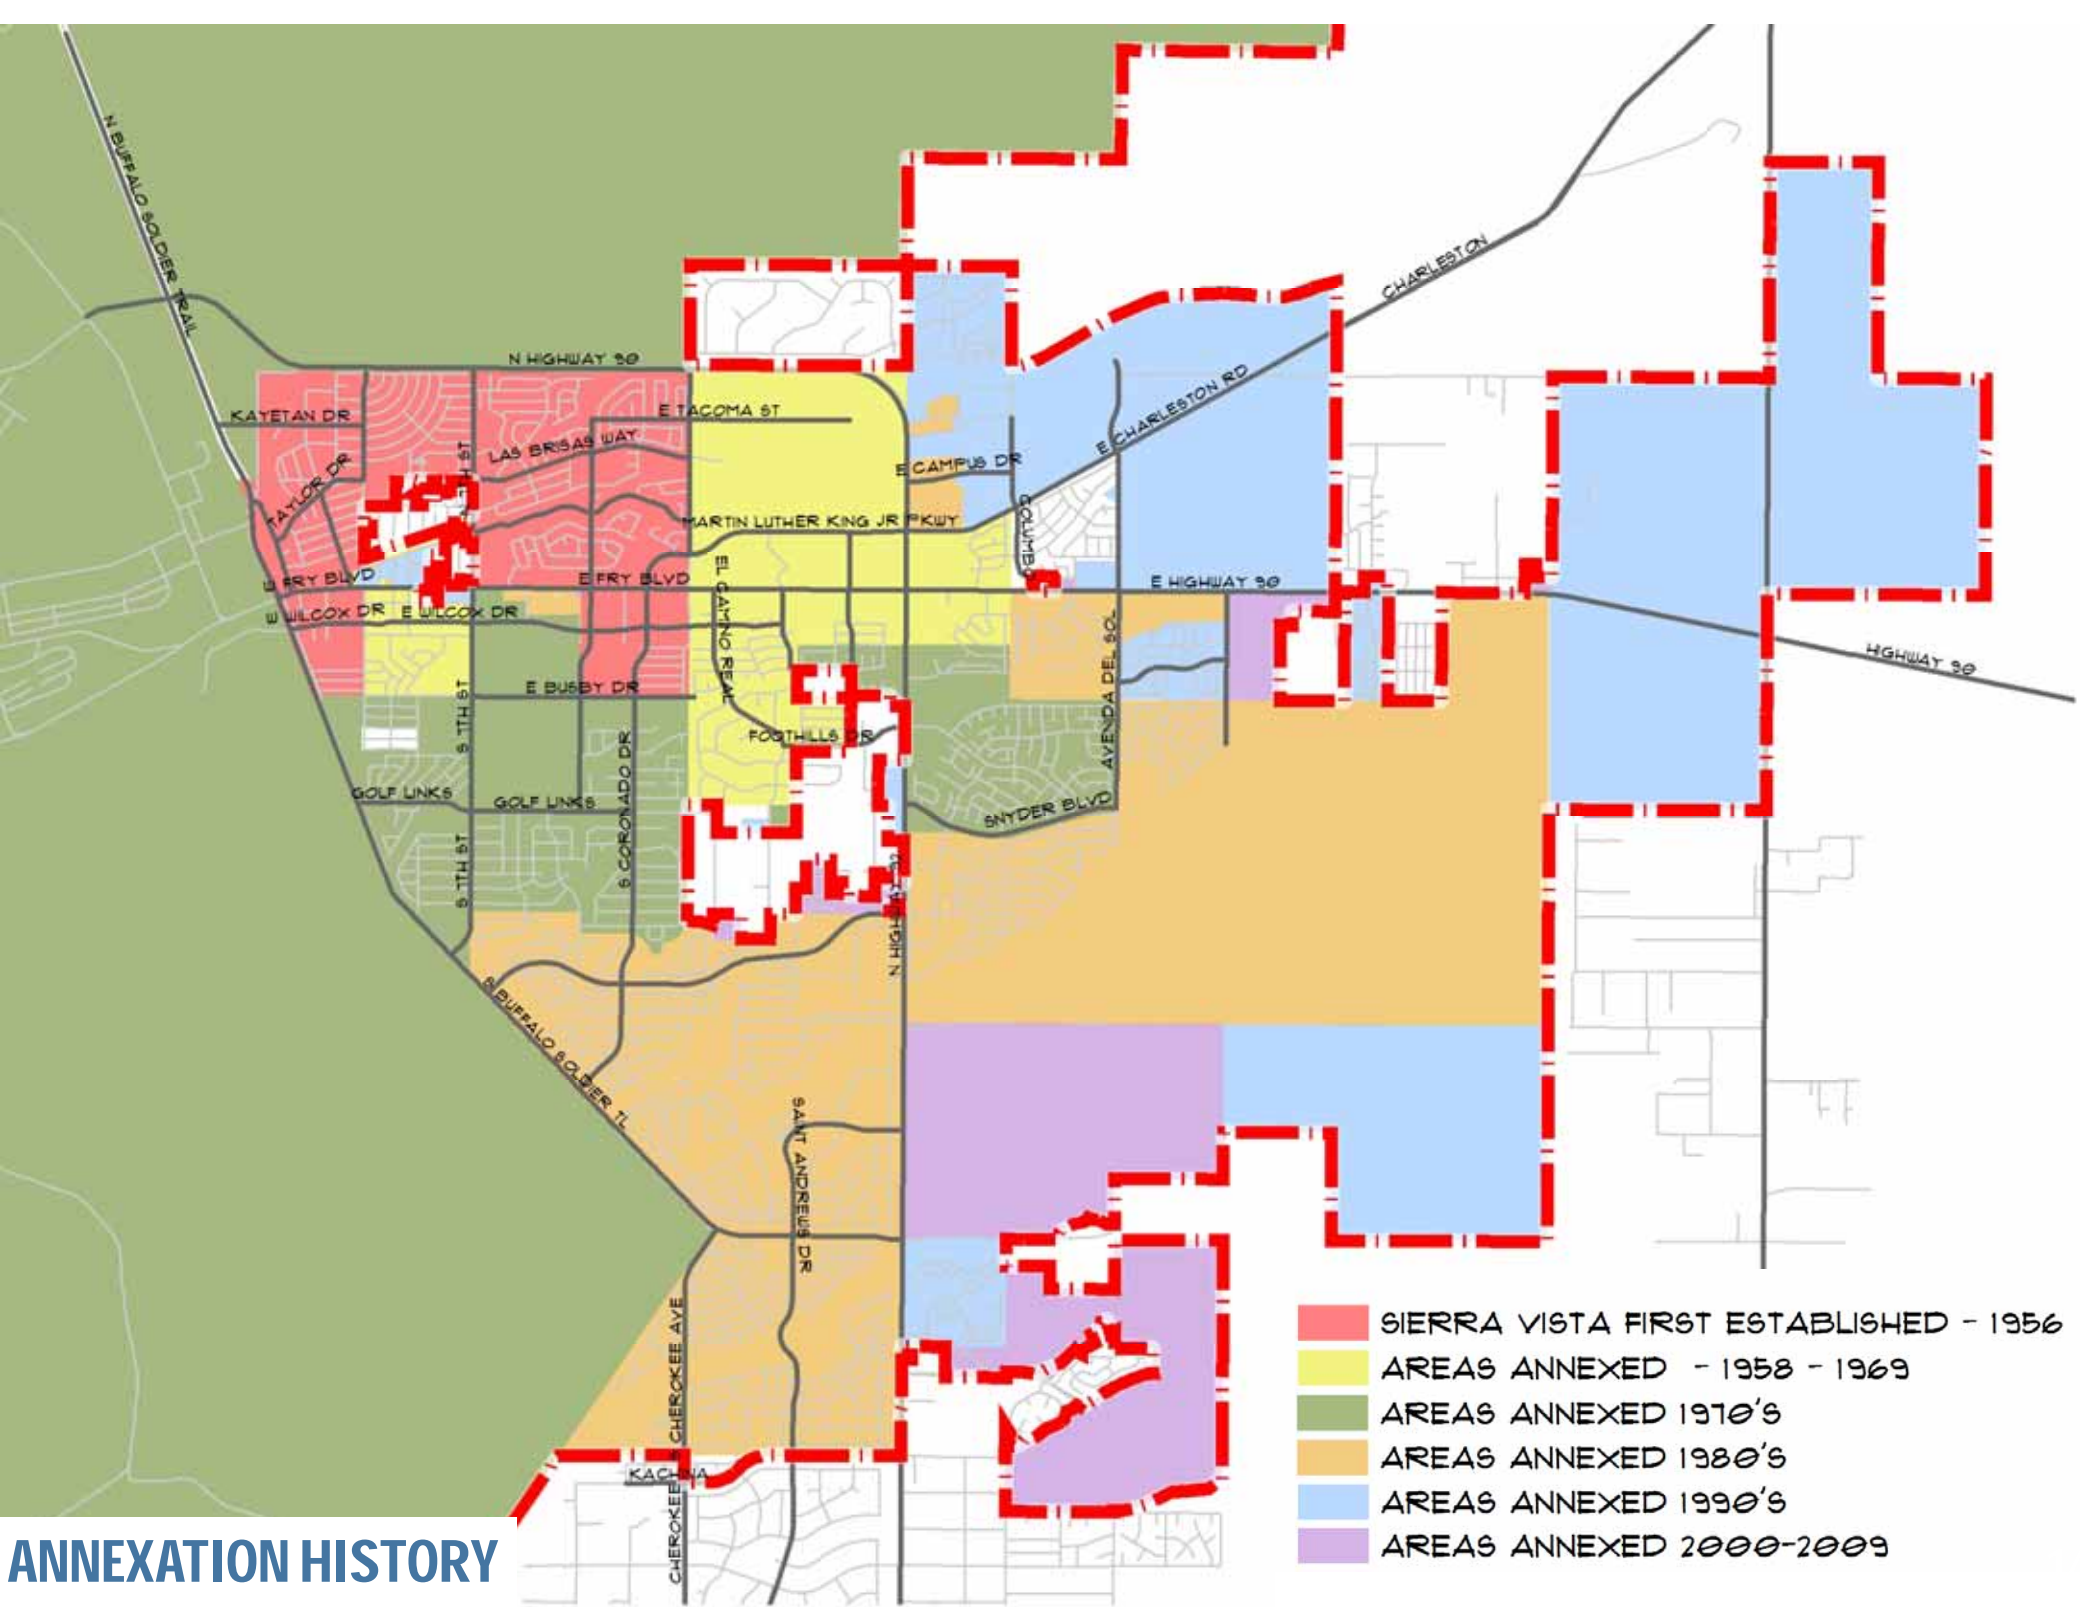 N BUFFALO SOLDIER TRAIL
CHARLESTON
N HIGHWAY 90
KAYETAN DR
E TACOMA ST
E CHARLESTON RD
LAS BRISAS WAY
TAYLOR DR
E CAMPUS DR
COLUMBO
MARTIN LUTHER KING JR PKWY
EL CAMINO REAL
W FRY BLVD
E FRY BLVD
E HIGHWAY 90
E WILCOX DR
E WILCOX DR
HIGHWAY 90
E BUSBY DR
S 7TH ST
AVENDA DEL SOL
FOOTHILLS DR
GOLF LINKS
GOLF LINKS
S CORONADO DR
SNYDER BLVD
S 7TH ST
N HIGHWAY 92
S BUFFALO SOLDIER TL
SAINT ANDREWS DR
S CHEROKEE AVE
KACHINA
CHEROKEE
SIERRA VISTA FIRST ESTABLISHED - 1956
AREAS ANNEXED - 1958 - 1969
AREAS ANNEXED 1970'S
AREAS ANNEXED 1980'S
AREAS ANNEXED 1990'S
AREAS ANNEXED 2000-2009
ANNEXATION HISTORY